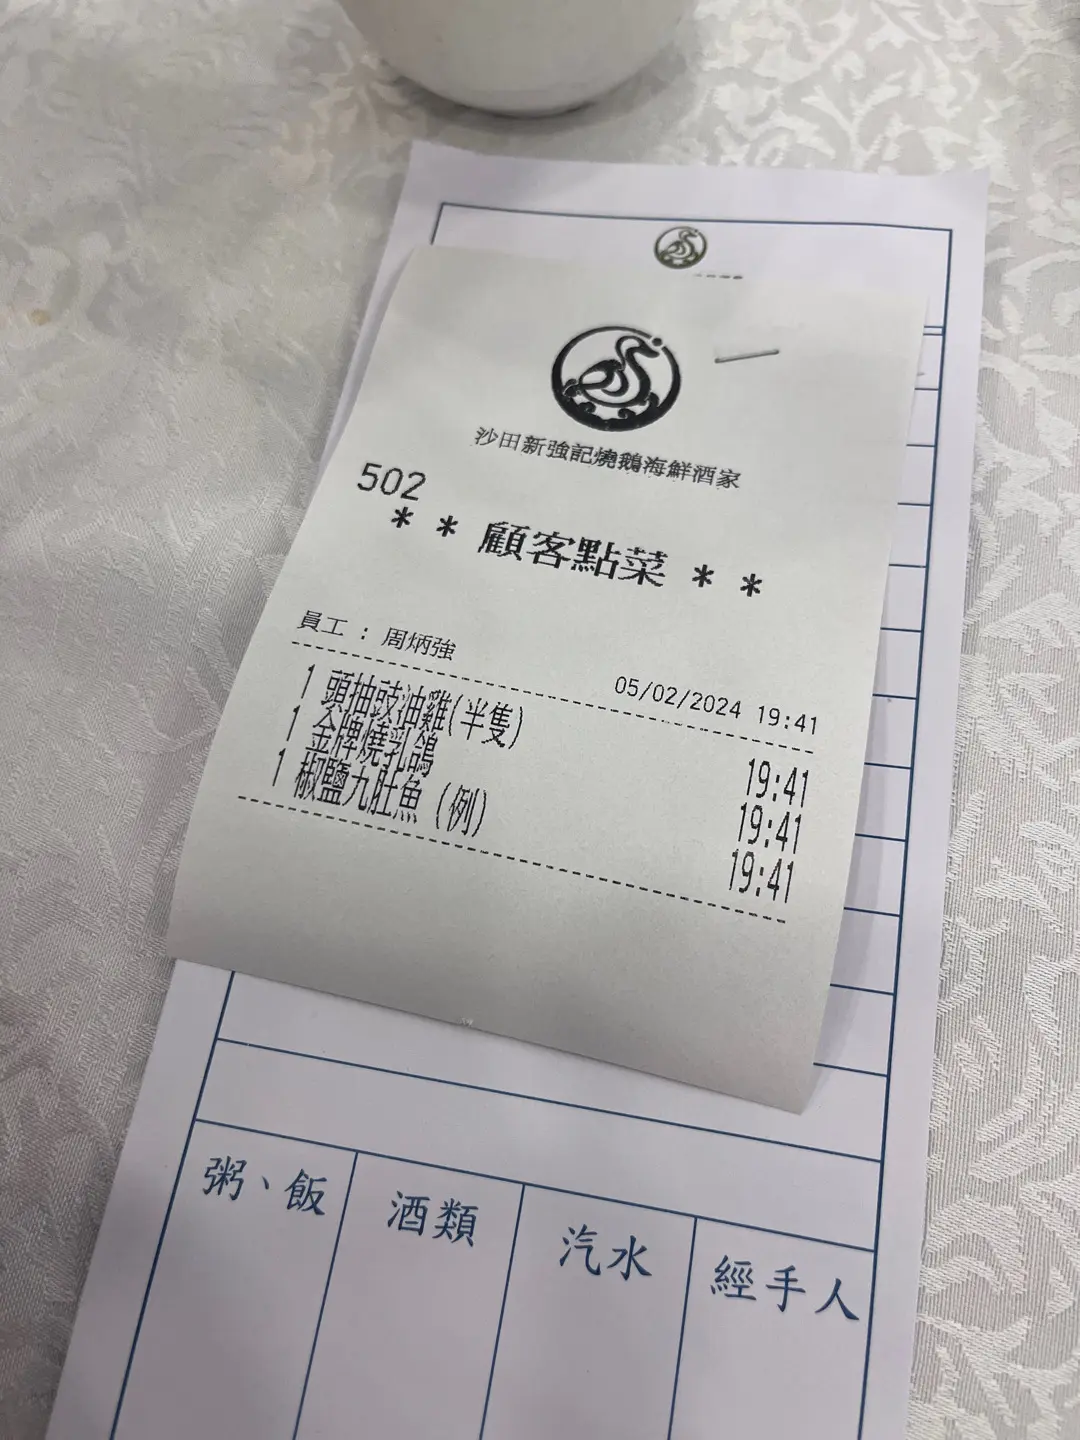 沙田新強記燒鵝海鮮酒家
502
* * 顧客點菜 * *
員工 : 周炳強
05/02/2024 19:41
1 頭抽豉油雞(半隻) 19:41
1 金牌燒乳鴿 19:41
1 椒鹽九肚魚 (例) 19:41
粥、飯 酒類 汽水 經手人